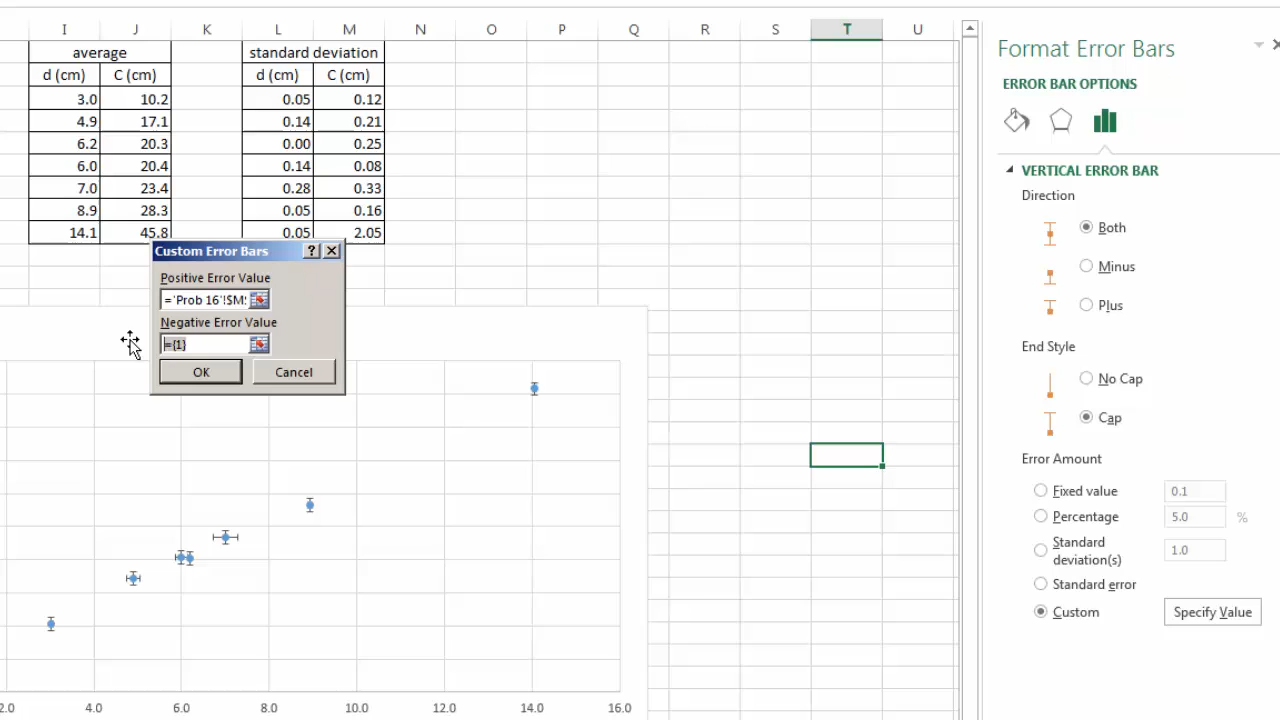 I J K L M N O P Q R S T U
average standard deviation
d (cm) C (cm) d (cm) C (cm)
3.0 10.2 0.05 0.12
4.9 17.1 0.14 0.21
6.2 20.3 0.00 0.25
6.0 20.4 0.14 0.08
7.0 23.4 0.28 0.33
8.9 28.3 0.05 0.16
14.1 45.8 0.05 2.05
Custom Error Bars ?
Positive Error Value
='Prob 16'!$M
Negative Error Value
={1}
OK Cancel
2.0 4.0 6.0 8.0 10.0 12.0 14.0 16.0
Format Error Bars
ERROR BAR OPTIONS
VERTICAL ERROR BAR
Direction
Both
Minus
Plus
End Style
No Cap
Cap
Error Amount
Fixed value 0.1
Percentage 5.0 %
Standard
deviation(s) 1.0
Standard error
Custom Specify Value